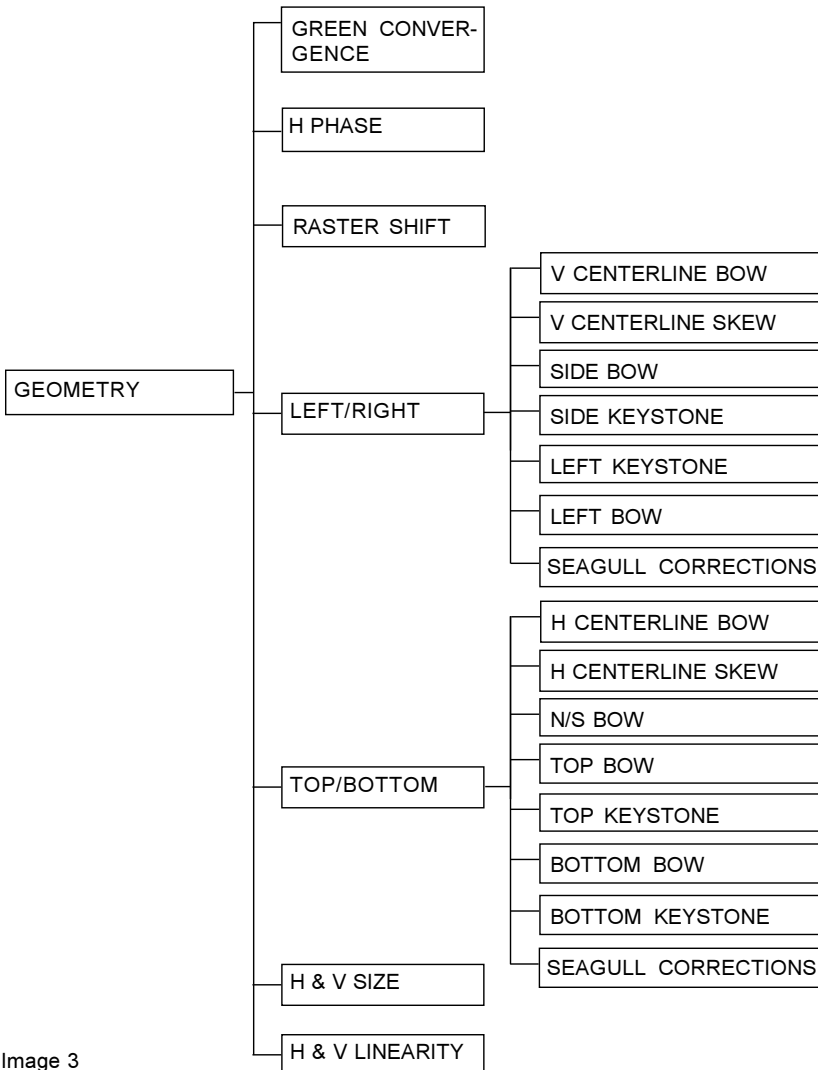 GREEN CONVER-
GENCE
H PHASE
RASTER SHIFT
V CENTERLINE BOW
V CENTERLINE SKEW
SIDE BOW
GEOMETRY
LEFT/RIGHT
SIDE KEYSTONE
LEFT KEYSTONE
LEFT BOW
SEAGULL CORRECTIONS
H CENTERLINE BOW
H CENTERLINE SKEW
N/S BOW
TOP BOW
TOP/BOTTOM
TOP KEYSTONE
BOTTOM BOW
BOTTOM KEYSTONE
SEAGULL CORRECTIONS
H & V SIZE
H & V LINEARITY
Image 3